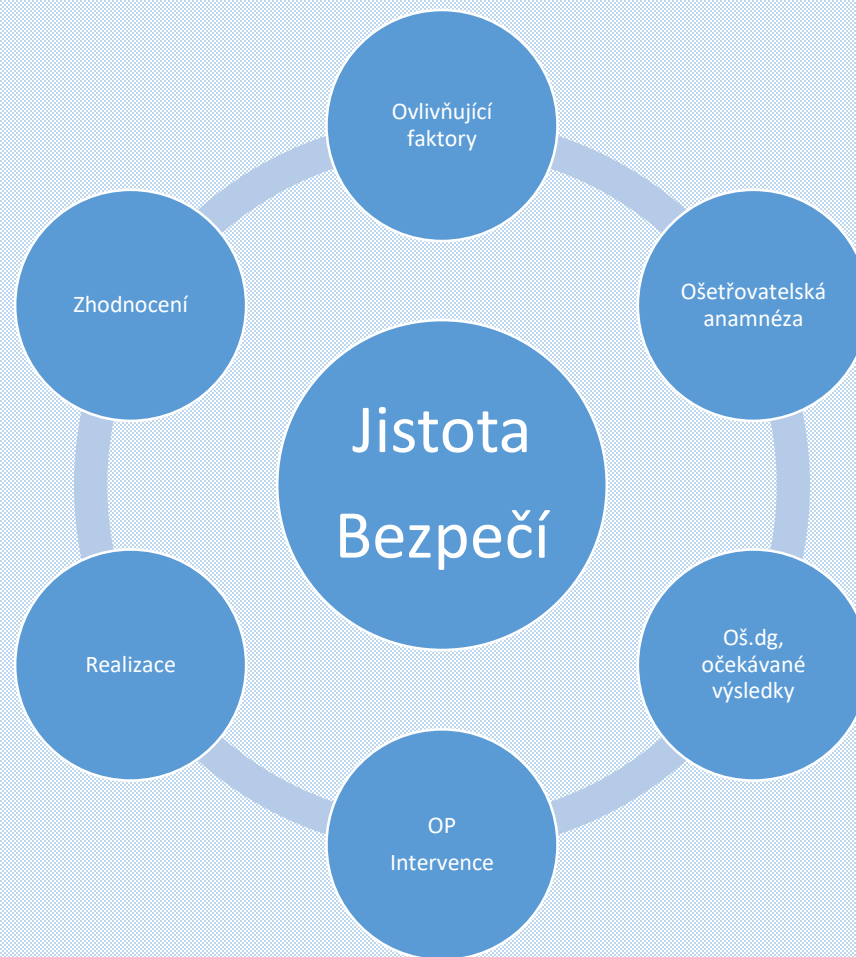 Ovlivňující
faktory
Ošetřovatelská
anamnéza
Oš.dg,
očekávané
výsledky
OP
Intervence
Realizace
Zhodnocení
Jistota
Bezpečí